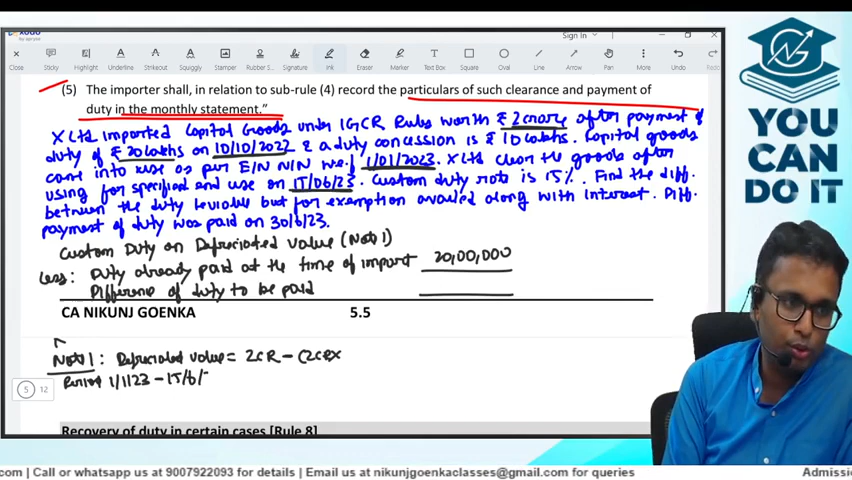 Sign In
Close Sticky Highlight Underline Strikeout Squiggly Stamper Rubber S... Signature Ink Eraser Marker Text Box Square Oval Line Arrow Pan More Undo Redo
(5) The importer shall, in relation to sub-rule (4) record the particulars of such clearance and payment of
duty in the monthly statement.”
X Ltd imported Capital Goods under IGCR Rules worth ₹ 2 crore after payment of
duty of ₹ 20 lakhs on 10/10/2022 & a duty concession is ₹ 10 lakhs. Capital goods
came into use as per E/N N/N w.e.f 1/01/2023. X Ltd clear the goods after
using for specified end use on 15/06/23. Custom duty rate is 15%. Find the diff.
between the duty leviable but for exemption availed along with interest. Diff.
payment of duty was paid on 30/6/23.
Custom Duty on Depreciated Value (Note 1)
Less: Duty already paid at the time of import 20,00,000
Difference of duty to be paid
CA NIKUNJ GOENKA 5.5
Note 1: Depreciated value = 2CR - (2CRX
Period 1/1/23 - 15/6/
5 12
Recovery of duty in certain cases [Rule 8]
YOU
CAN
DO IT
.com | Call or whatsapp us at 9007922093 for details | Email us at nikunjgoenkaclasses@gmail.com for queries
Admissio